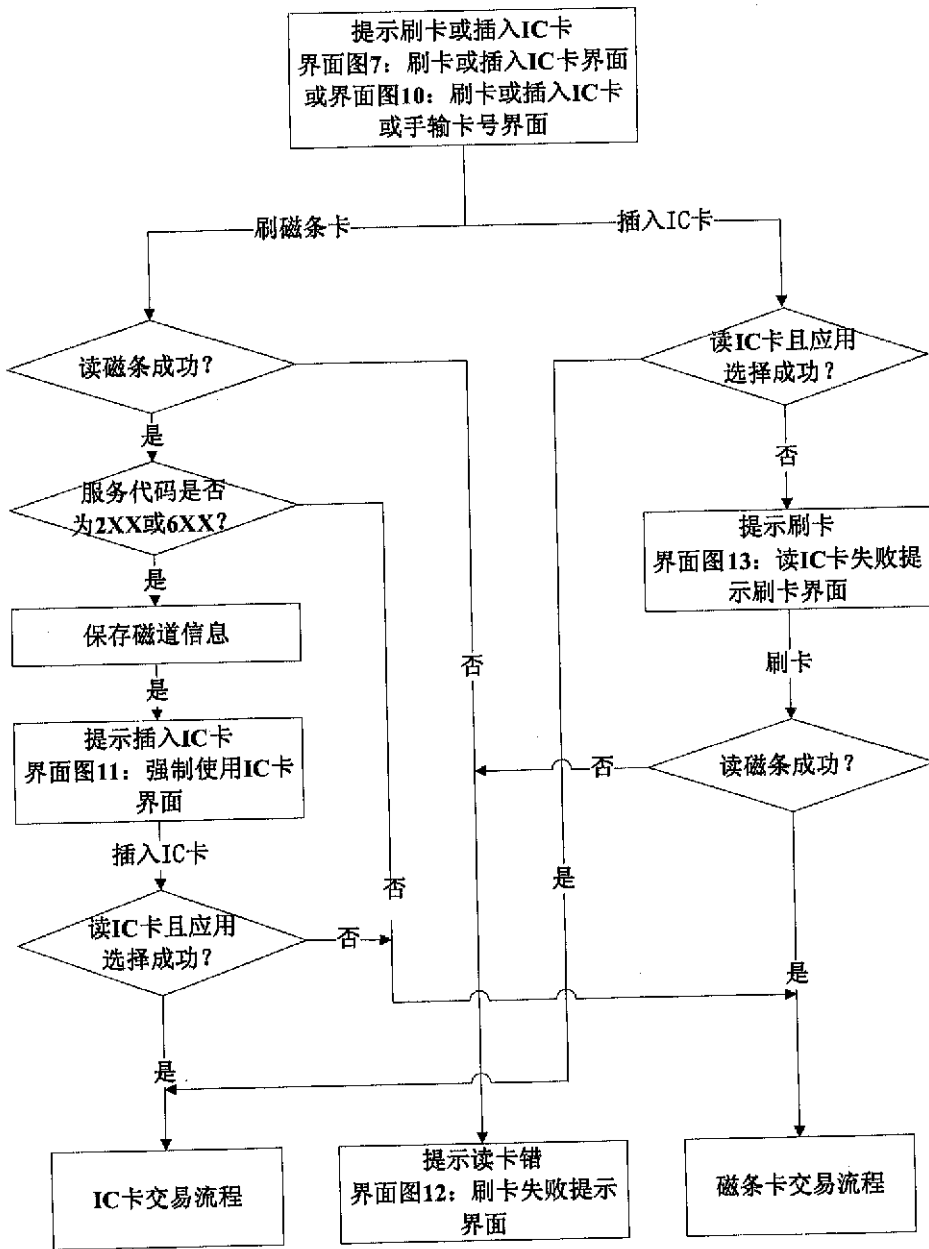 提示刷卡或插入IC卡
界面图7：刷卡或插入IC卡界面
或界面图10：刷卡或插入IC卡
或手输卡号界面
刷磁条卡
插入IC卡
读磁条成功？
读IC卡且应用
选择成功？
是
否
服务代码是否
为2XX或6XX？
提示刷卡
界面图13：读IC卡失败提
示刷卡界面
是
保存磁道信息
否
刷卡
是
提示插入IC卡
界面图11：强制使用IC卡
界面
否
读磁条成功？
插入IC卡
是
否
读IC卡且应用
选择成功？
否
是
是
IC卡交易流程
提示读卡错
界面图12：刷卡失败提示
界面
磁条卡交易流程